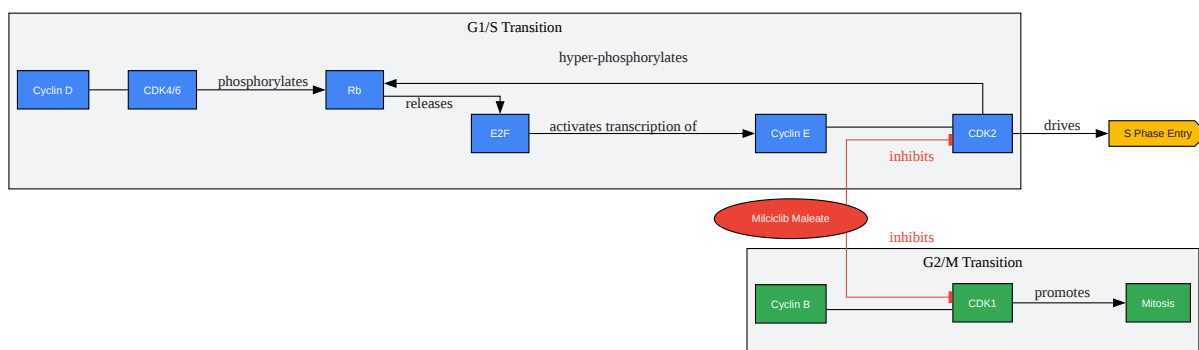 G1/S Transition
hyper-phosphorylates
Cyclin D
CDK4/6
phosphorylates
Rb
releases
E2F
activates transcription of
Cyclin E
CDK2
drives
S Phase Entry
inhibits
Milciclib Maleate
inhibits
G2/M Transition
Cyclin B
CDK1
promotes
Mitosis